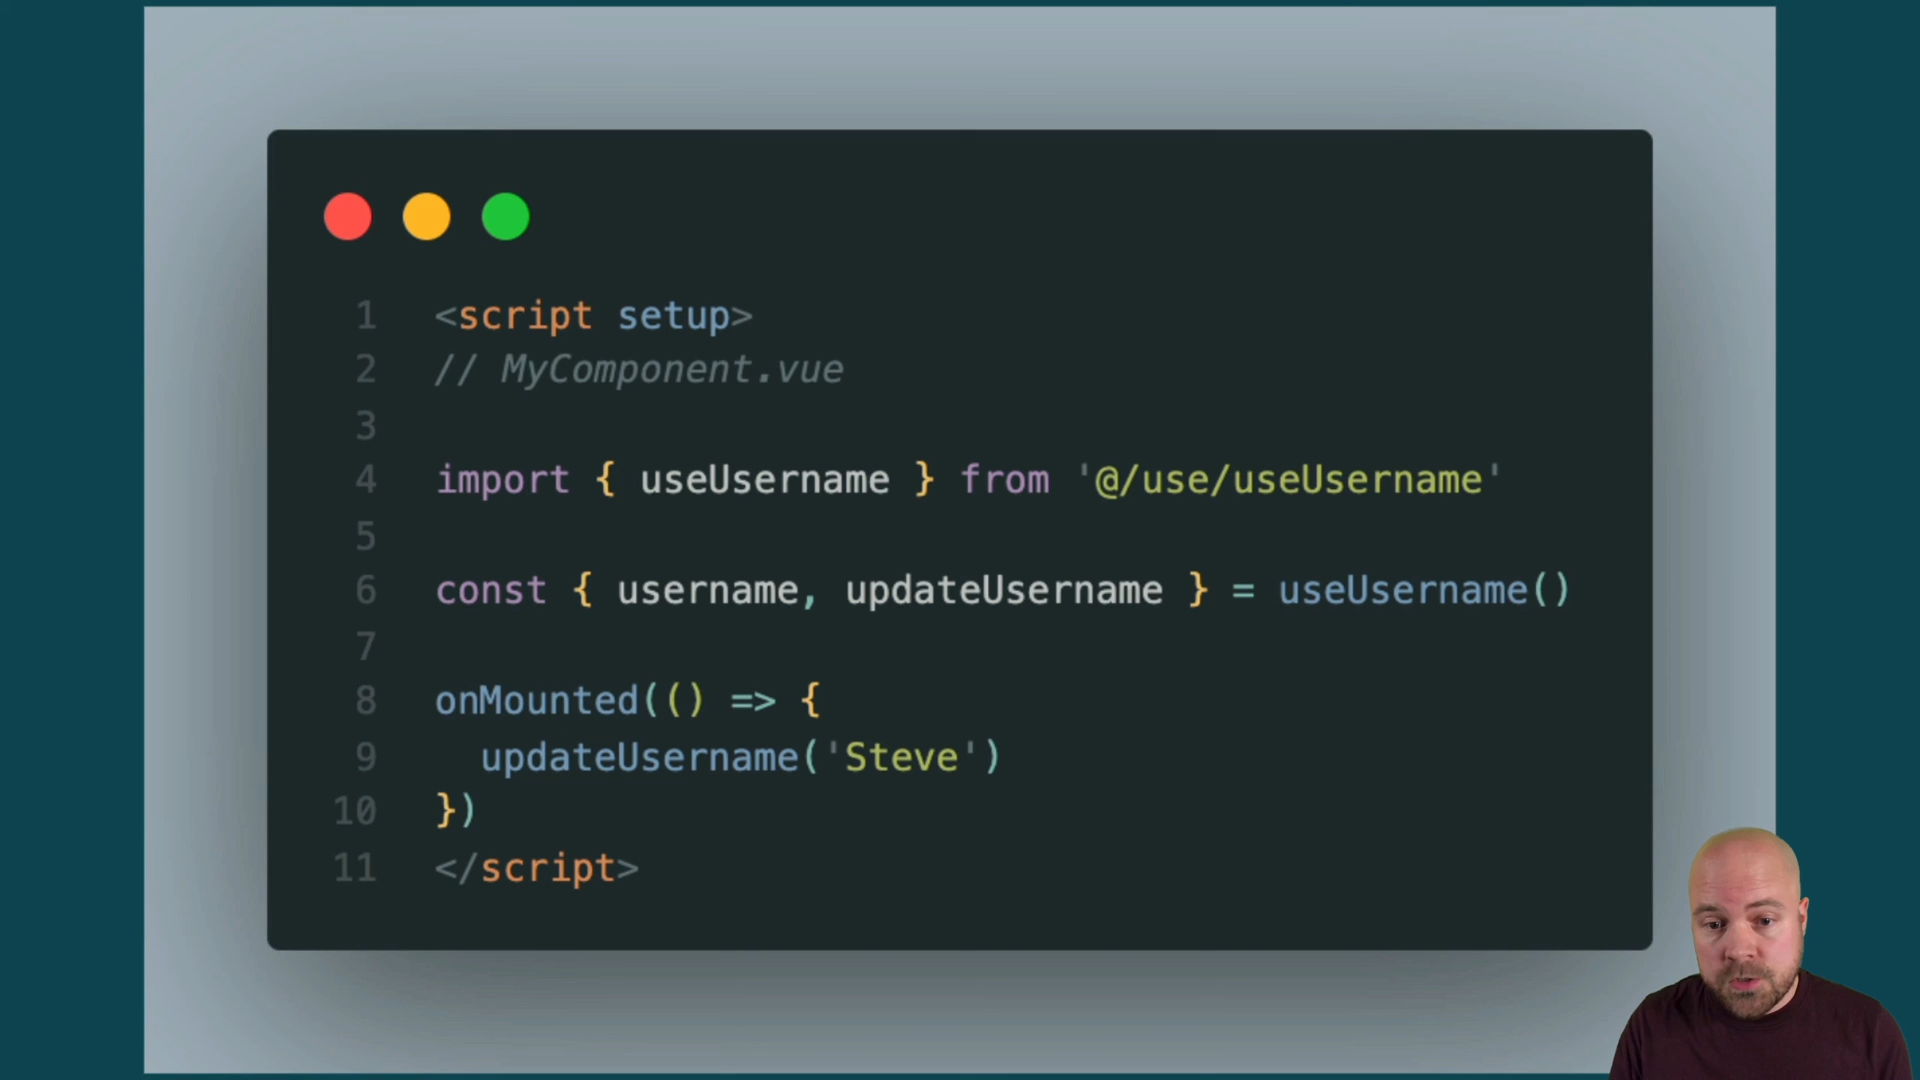 1 <script setup>
2 // MyComponent.vue
3
4 import { useUsername } from '@/use/useUsername'
5
6 const { username, updateUsername } = useUsername()
7
8 onMounted(() => {
9 updateUsername('Steve')
10 })
11 </script>